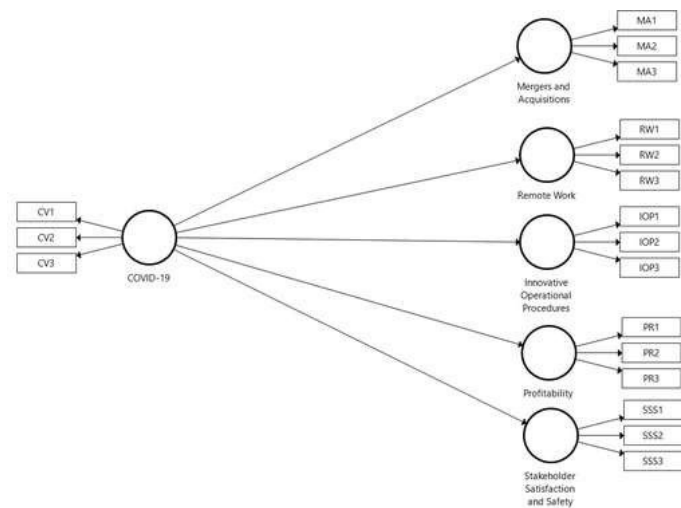 MA1
MA2
MA3
Mergers and
Acquisitions
RW1
RW2
RW3
Remote Work
CV1
CV2
CV3
COVID-19
IOP1
IOP2
IOP3
Innovative
Operational
Procedures
PR1
PR2
PR3
Profitability
SSS1
SSS2
SSS3
Stakeholder
Satisfaction
and Safety